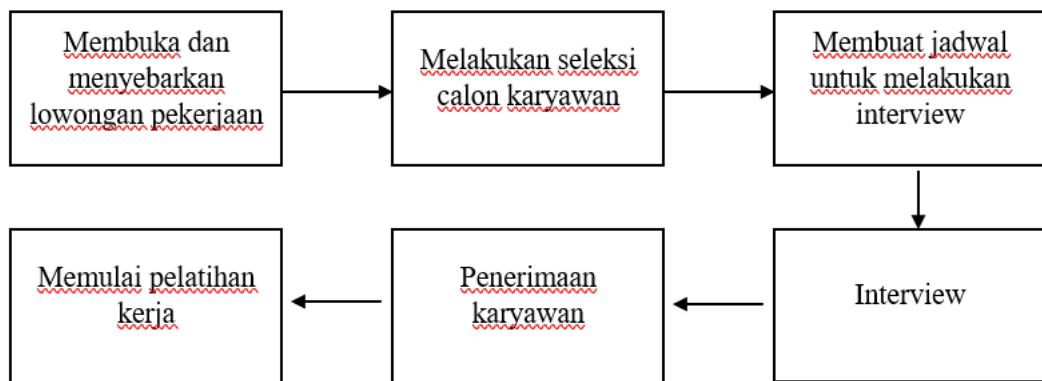 Membuka dan
menyebarkan
lowongan pekerjaan
Melakukan seleksi
calon karyawan
Membuat jadwal
untuk melakukan
interview
Interview
Penerimaan
karyawan
Memulai pelatihan
kerja